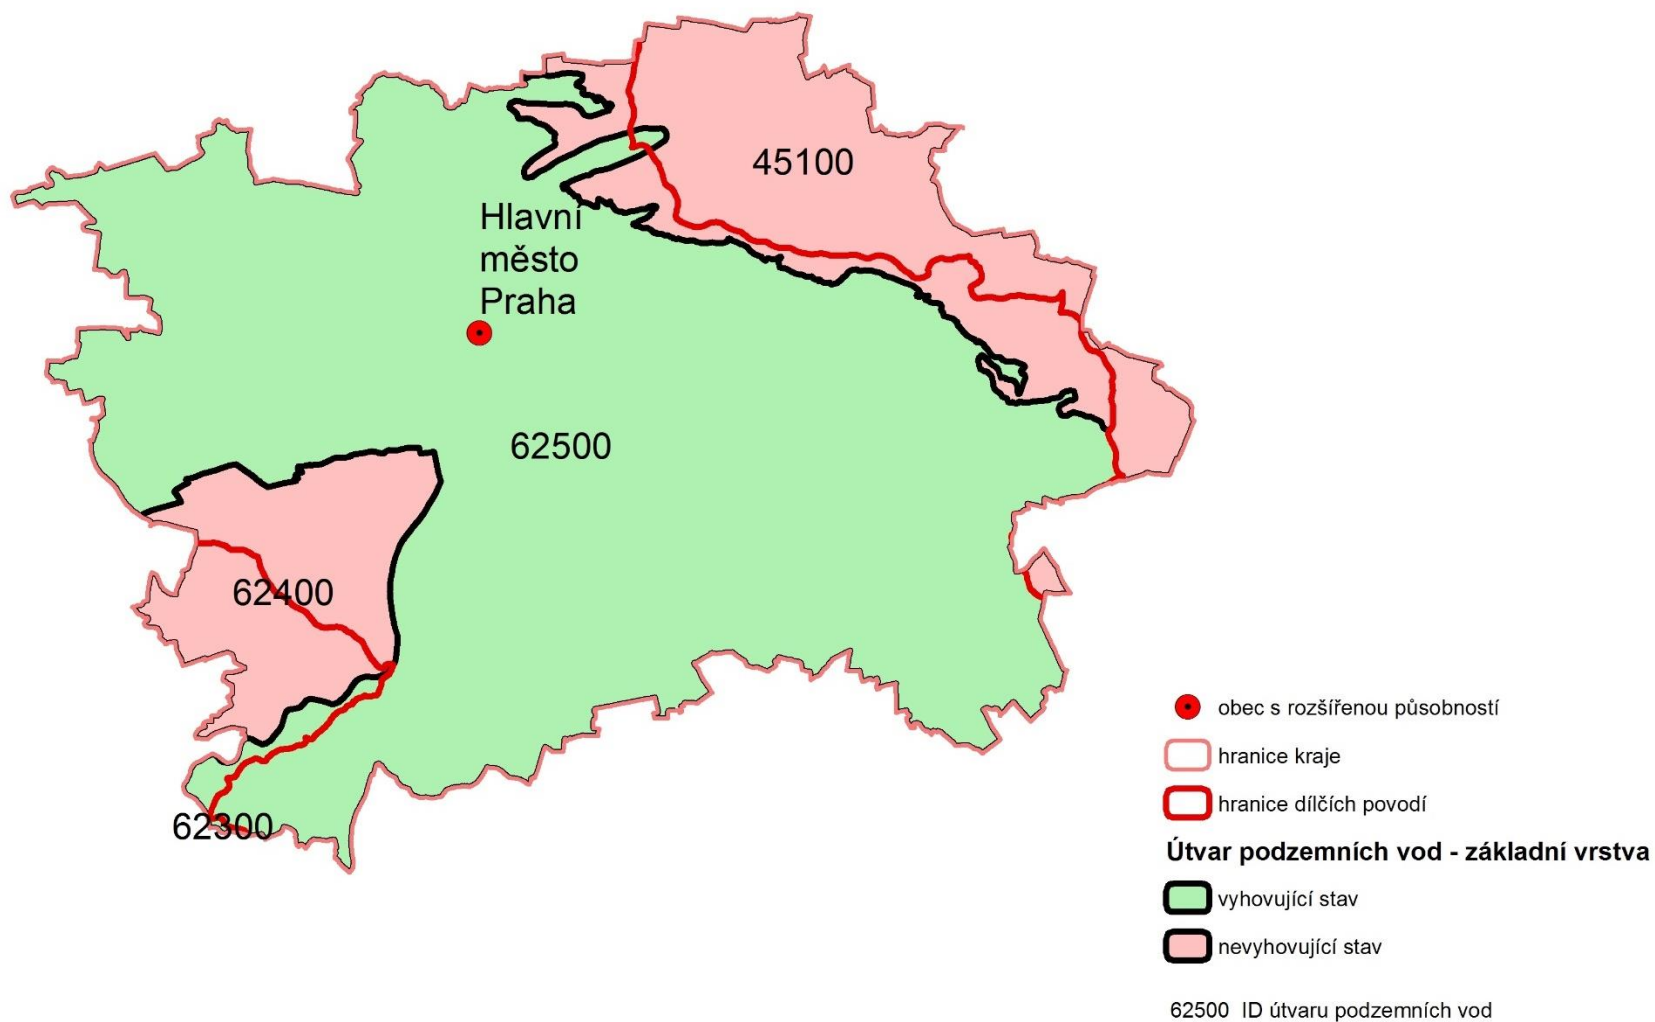 45100
Hlavní
město
Praha
62500
62400
62300
obec s rozšířenou působností
hranice kraje
hranice dílčích povodí
Útvar podzemních vod - základní vrstva
vyhovující stav
nevyhovující stav
62500 ID útvaru podzemních vod